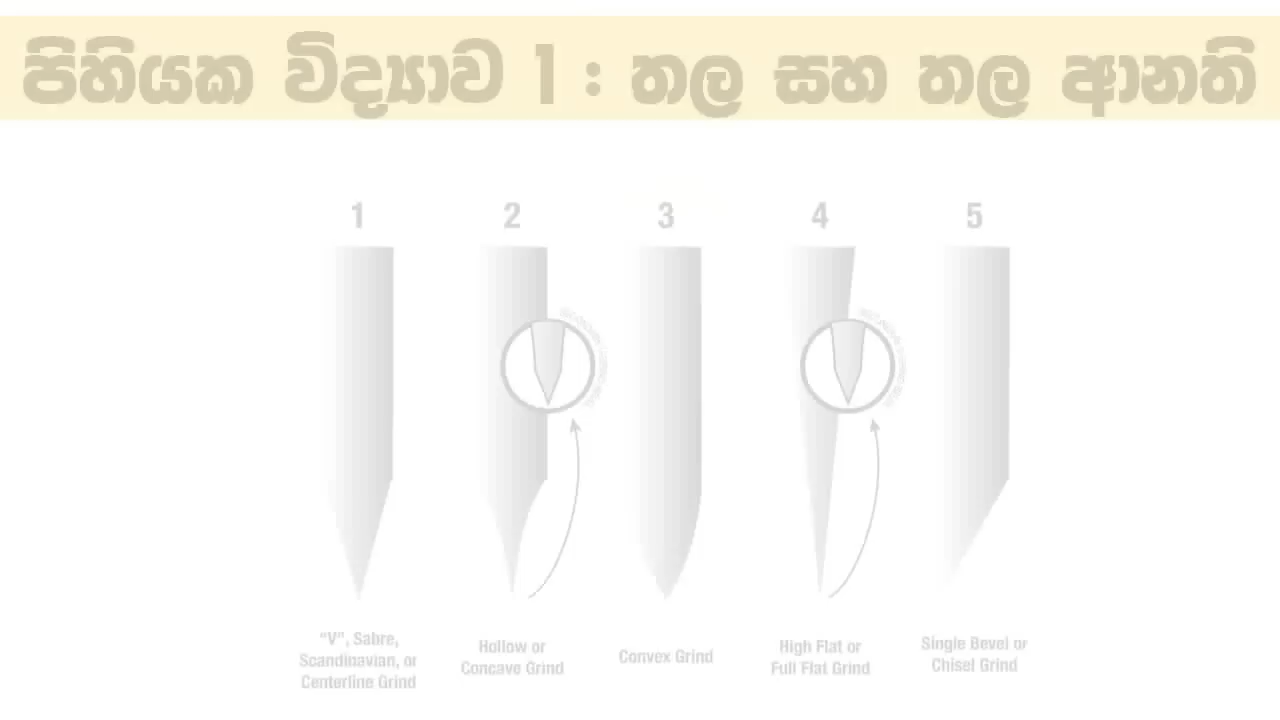 පිහියක විද්‍යාව 1 : තල සහ තල ආනති
1 2 3 4 5
“V”, Sabre,
Scandinavian, or
Centerline Grind
Hollow or
Concave Grind
Convex Grind
High Flat or
Full Flat Grind
Single Bevel or
Chisel Grind